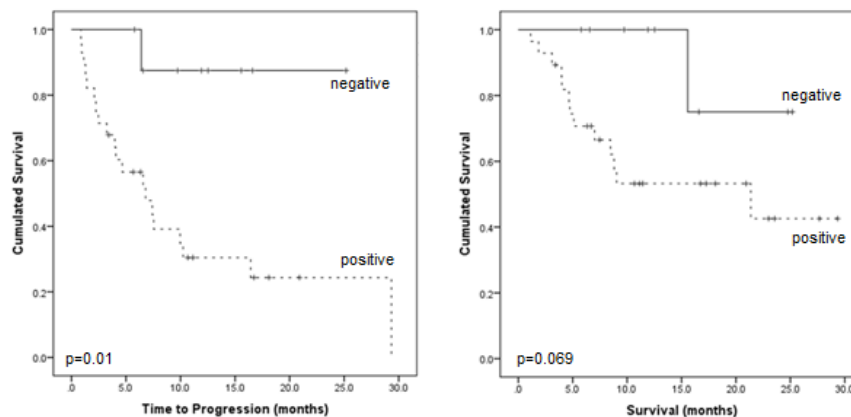 Cumulated Survival
1.0
0.8
0.6
0.4
0.2
0.0
negative
positive
p=0.01
.0 5.0 10.0 15.0 20.0 25.0 30.0
Time to Progression (months)
Cumulated Survival
1.0
0.8
0.6
0.4
0.2
0.0
negative
positive
p=0.069
.0 5.0 10.0 15.0 20.0 25.0 30.0
Survival (months)